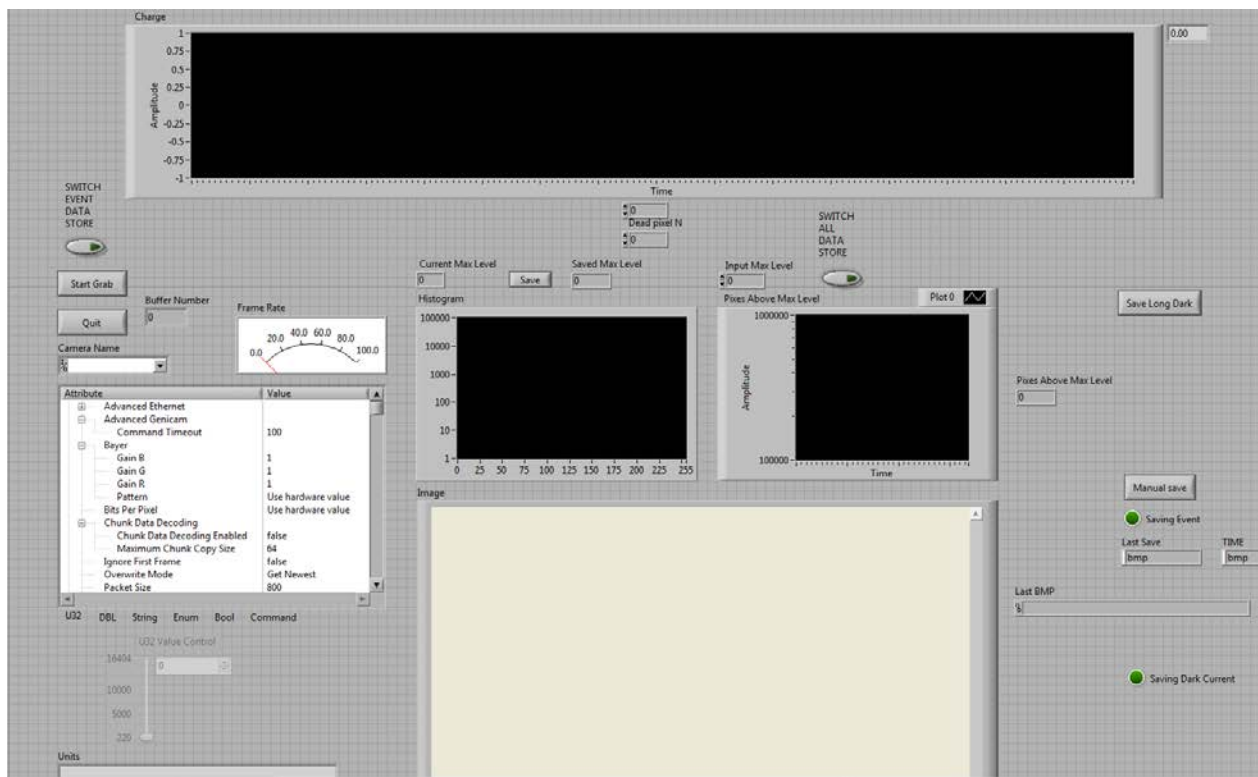 Charge
1
0.75
0.5
0.25
0
-0.25
-0.5
-0.75
-1
Amplitude
Time
0.00
SWITCH
EVENT
DATA
STORE
0
Dead pixel N
0
SWITCH
ALL
DATA
STORE
Start Grab
Quit
Buffer Number
0
Frame Rate
0.0 20.0 40.0 60.0 80.0 100.0
Camera Name
Current Max Level
0
Save
Saved Max Level
0
Input Max Level
0
Histogram
100000
10000
1000
100
10
1
0 25 50 75 100 125 150 175 200 225 255
Pixes Above Max Level
Plot 0
1000000
100000
Amplitude
Time
Save Long Dark
Pixes Above Max Level
0
Attribute Value
Advanced Ethernet
Advanced Genicam
Command Timeout 100
Bayer
Gain B 1
Gain G 1
Gain R 1
Pattern Use hardware value
Bits Per Pixel Use hardware value
Chunk Data Decoding
Chunk Data Decoding Enabled false
Maximum Chunk Copy Size 64
Ignore First Frame false
Overwrite Mode Get Newest
Packet Size 800
U32 DBL String Enum Bool Command
U32 Value Control
16404
0
10000
5000
220
Units
Image
Manual save
Saving Event
Last Save TIME
bmp bmp
Last BMP
Saving Dark Current